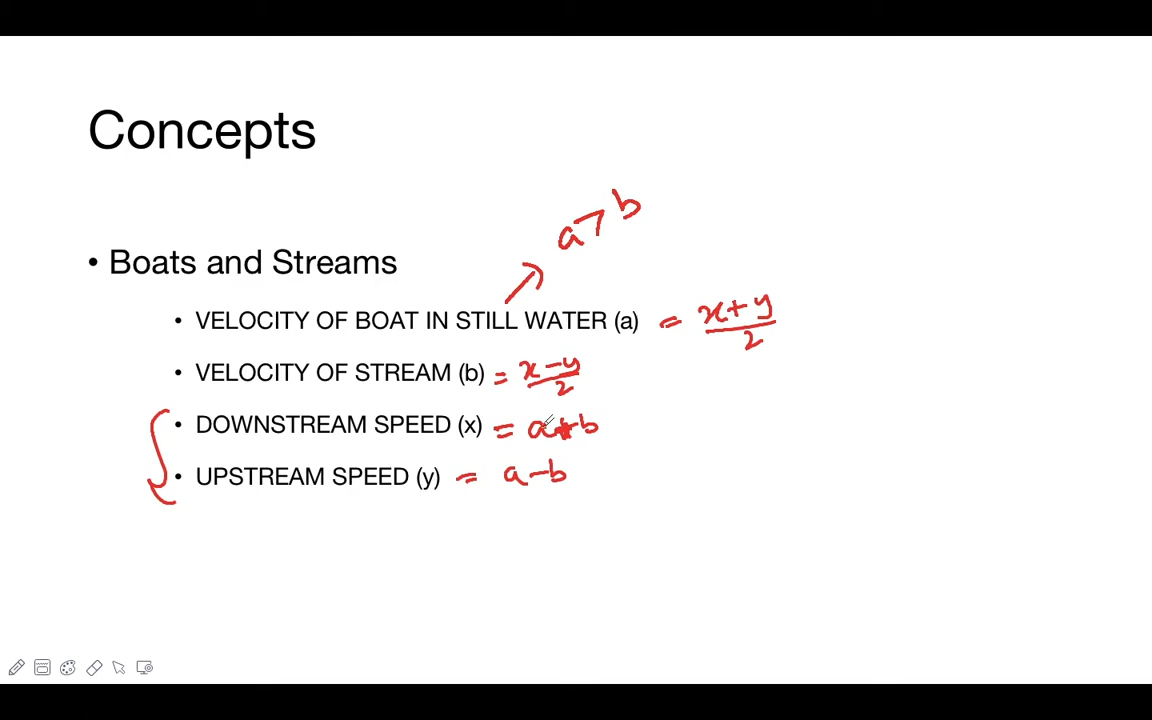 Concepts
a > b
• Boats and Streams
• VELOCITY OF BOAT IN STILL WATER (a) = x+y/2
• VELOCITY OF STREAM (b) = x-y/2
• DOWNSTREAM SPEED (x) = a+b
• UPSTREAM SPEED (y) = a-b